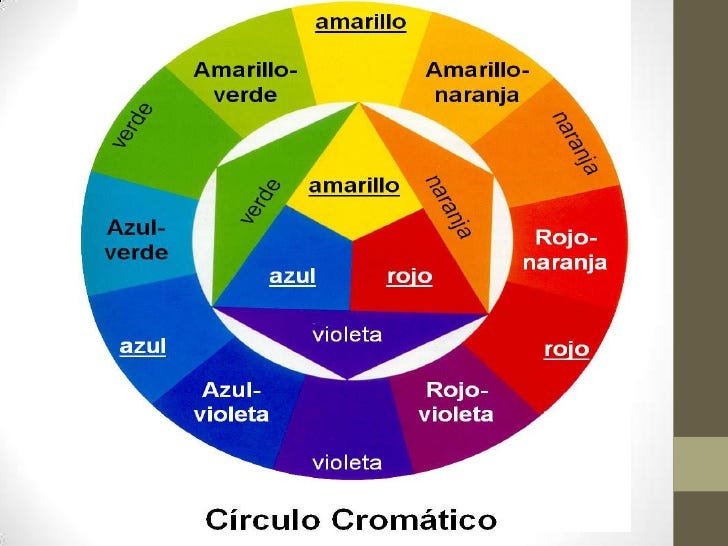 amarillo
Amarillo-
verde
Amarillo-
naranja
verde
naranja
amarillo
verde
naranja
Azul-
verde
Rojo-
naranja
azul
rojo
violeta
azul
rojo
Azul-
violeta
Rojo-
violeta
violeta
Círculo Cromático